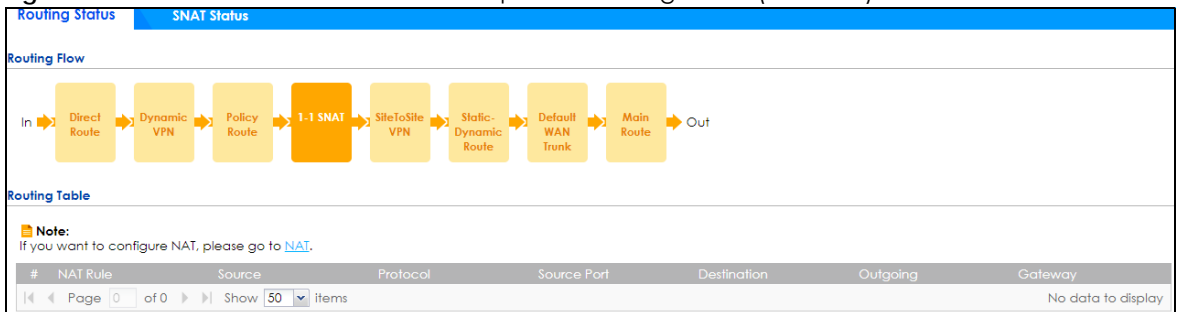 Routing Status SNAT Status
Routing Flow
In Direct Route Dynamic VPN Policy Route 1-1 SNAT SiteToSite VPN Static-Dynamic Route Default WAN Trunk Main Route Out
Routing Table
Note:
If you want to configure NAT, please go to NAT.
# NAT Rule Source Protocol Source Port Destination Outgoing Gateway
Page 0 of 0 Show 50 items No data to display